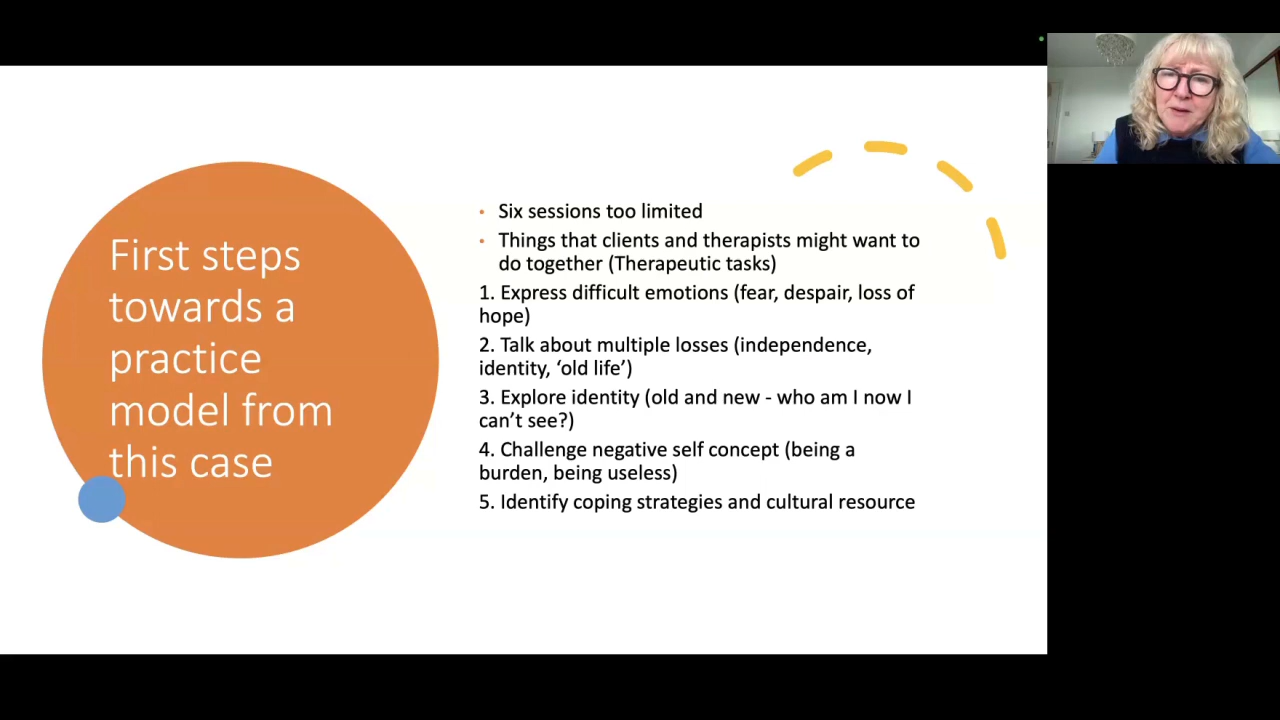 First steps
towards a
practice
model from
this case
• Six sessions too limited
• Things that clients and therapists might want to
do together (Therapeutic tasks)
1. Express difficult emotions (fear, despair, loss of
hope)
2. Talk about multiple losses (independence,
identity, ‘old life’)
3. Explore identity (old and new - who am I now I
can’t see?)
4. Challenge negative self concept (being a
burden, being useless)
5. Identify coping strategies and cultural resource